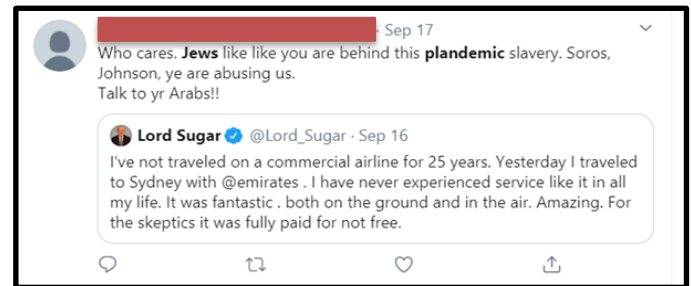 · Sep 17
Who cares. Jews like like you are behind this plandemic slavery. Soros,
Johnson, ye are abusing us.
Talk to yr Arabs!!
Lord Sugar @Lord_Sugar · Sep 16
I've not traveled on a commercial airline for 25 years. Yesterday I traveled
to Sydney with @emirates . I have never experienced service like it in all
my life. It was fantastic . both on the ground and in the air. Amazing. For
the skeptics it was fully paid for not free.